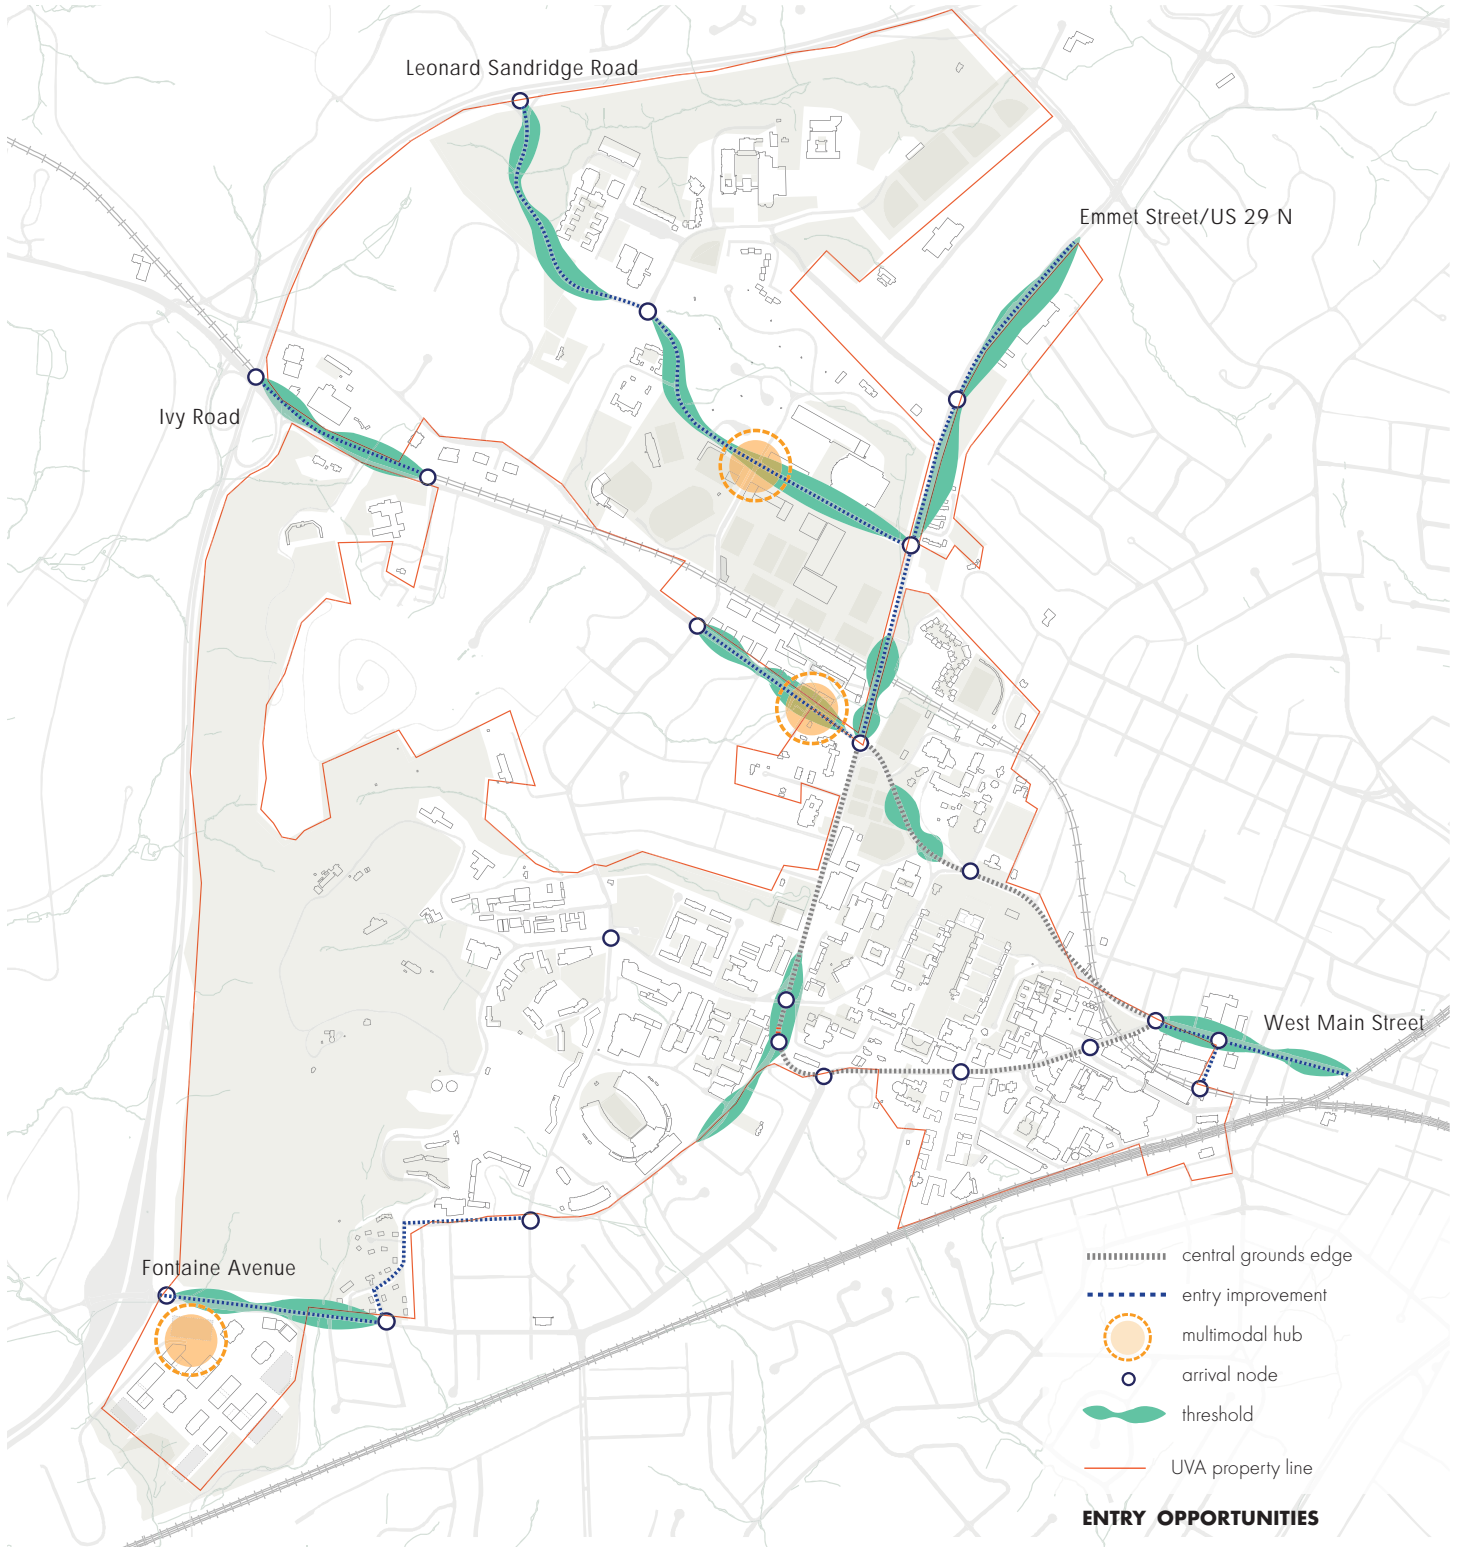 Leonard Sandridge Road
Emmet Street/US 29 N
Ivy Road
West Main Street
Fontaine Avenue
central grounds edge
entry improvement
multimodal hub
arrival node
threshold
UVA property line
ENTRY OPPORTUNITIES